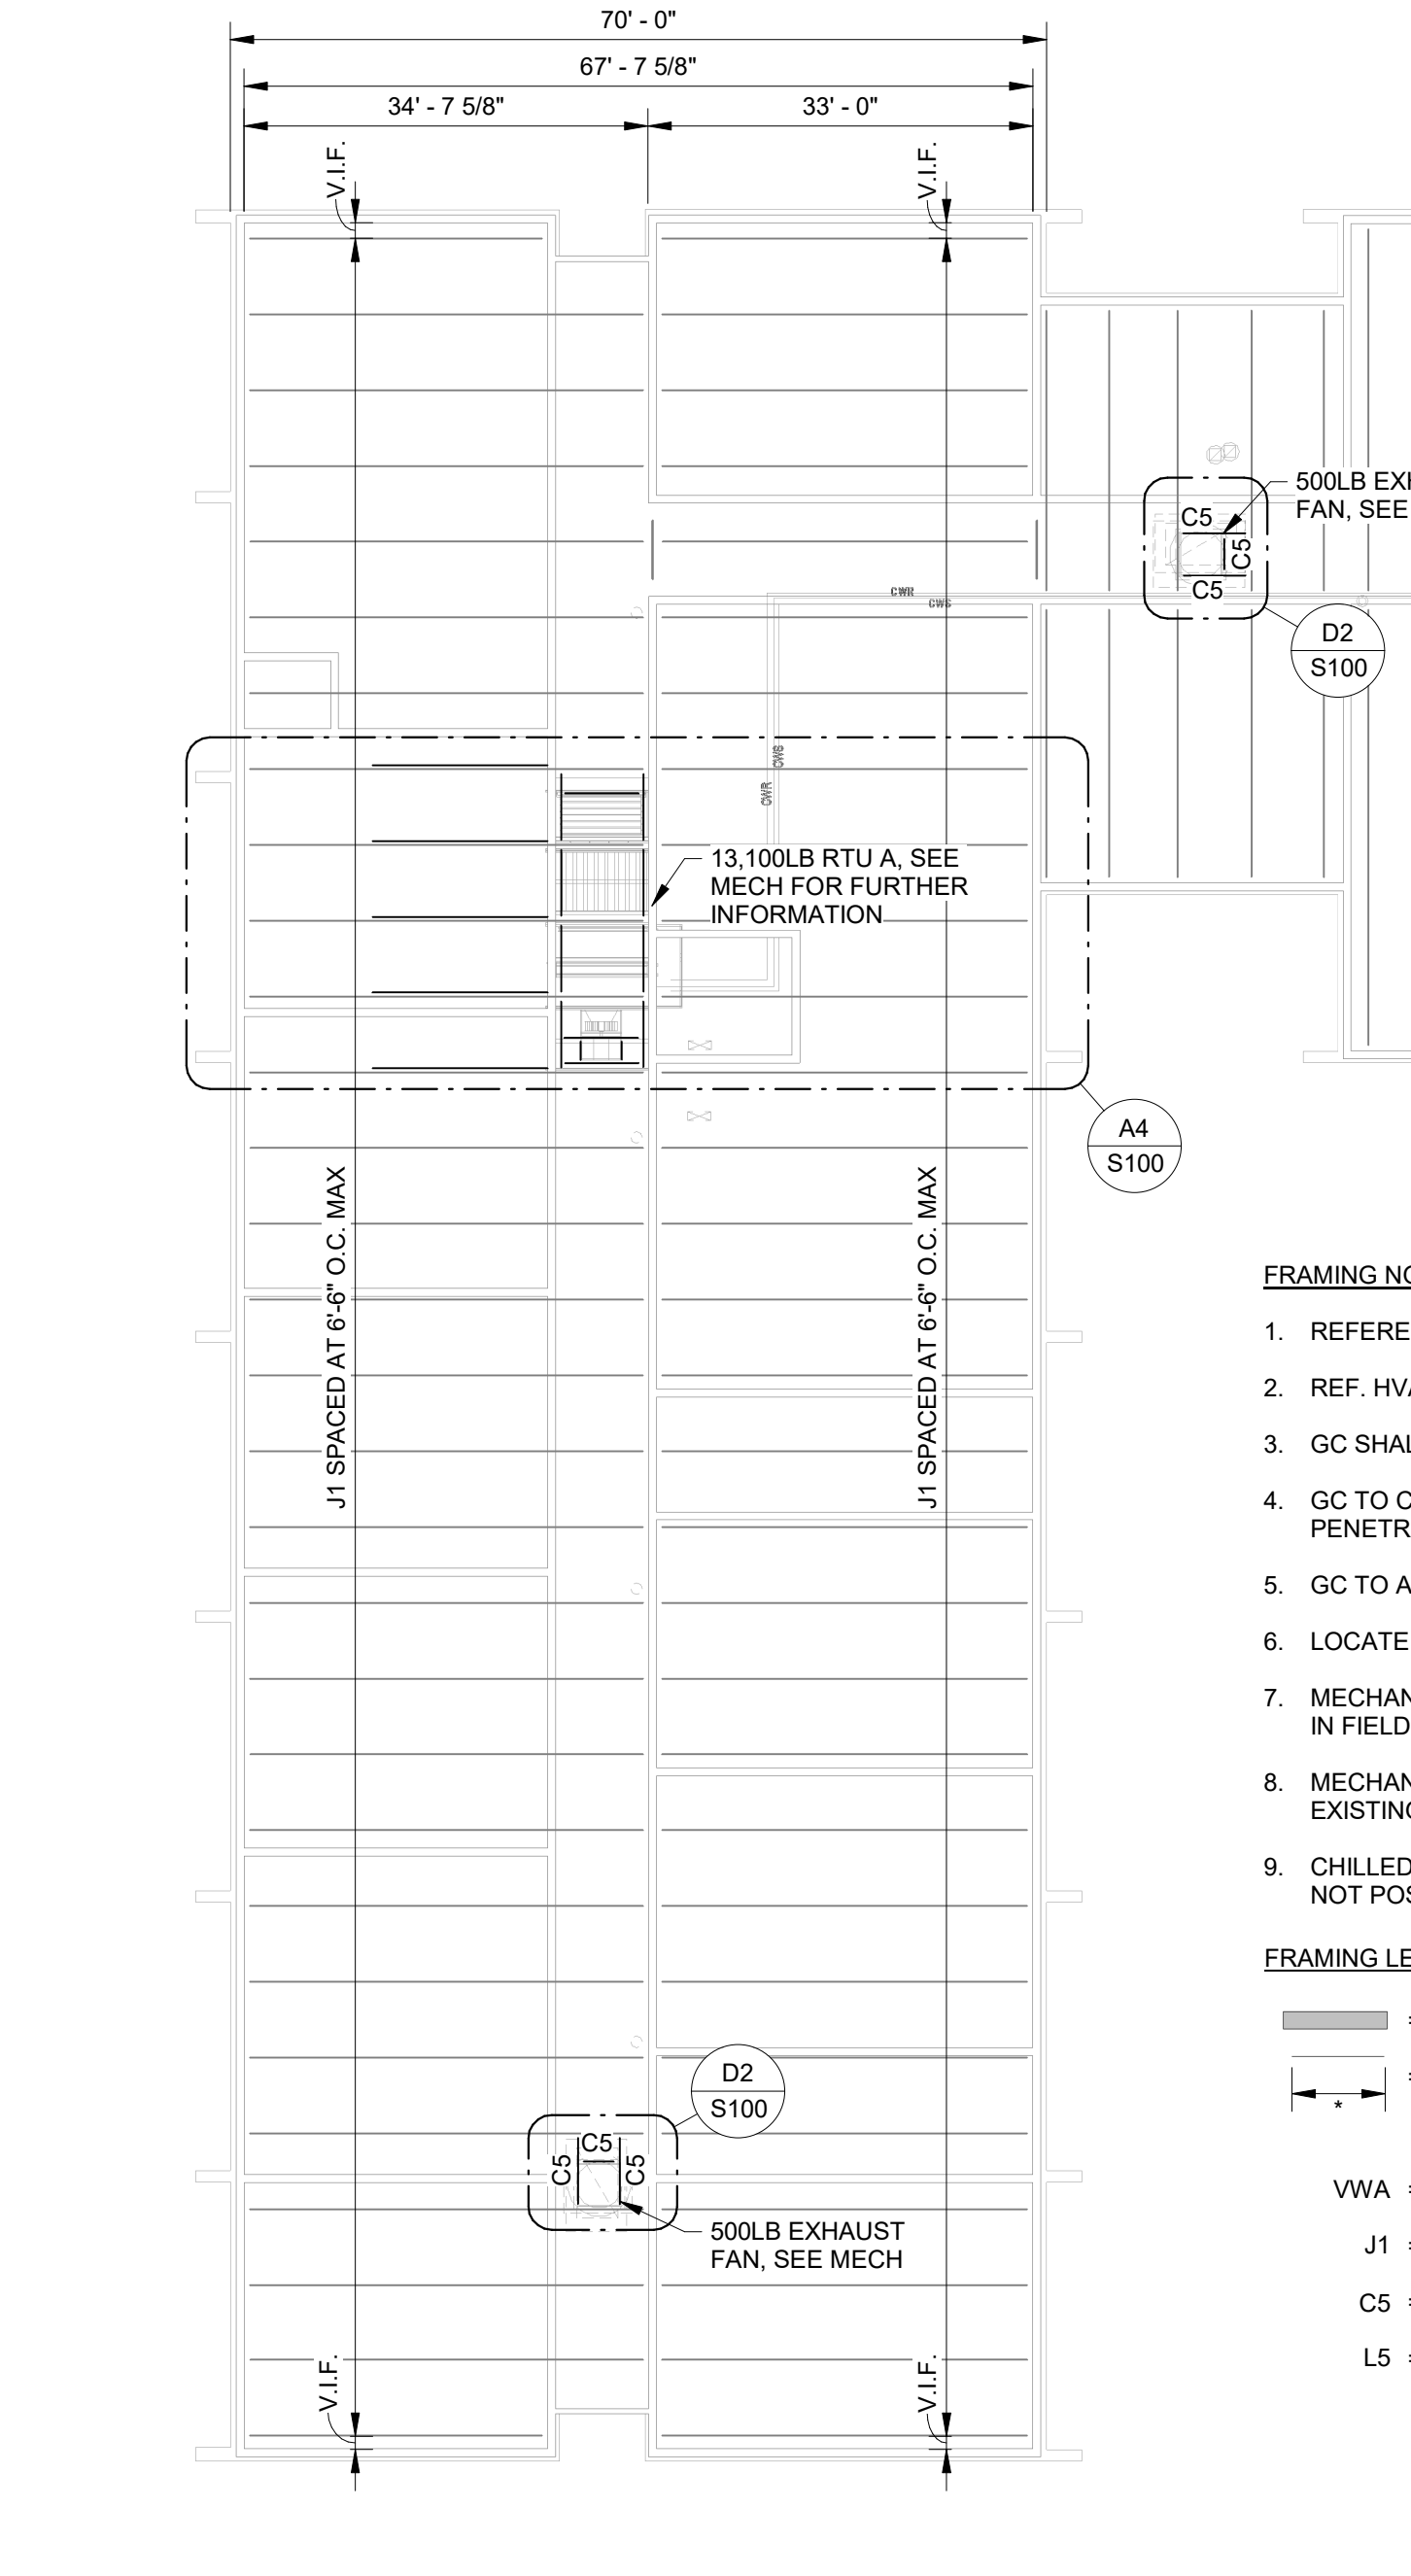 70' - 0"
67' - 7 5/8"
34' - 7 5/8"
33' - 0"
V.I.F.
V.I.F.
500LB EXH
FAN, SEE
C5
C5
C5
CWR
CWS
D2
S100
CWS
CWR
13,100LB RTU A, SEE
MECH FOR FURTHER
INFORMATION
A4
S100
J1 SPACED AT 6'-6" O.C. MAX
J1 SPACED AT 6'-6" O.C. MAX
FRAMING NO
1. REFERE
2. REF. HVA
3. GC SHAL
4. GC TO C
PENETR
5. GC TO A
6. LOCATE
7. MECHAN
IN FIELD
8. MECHAN
EXISTING
9. CHILLED
NOT POS
FRAMING LE
=
=
*
D2
S100
C5
C5
C5
500LB EXHAUST
FAN, SEE MECH
VWA =
J1 =
C5 =
L5 =
V.I.F.
V.I.F.